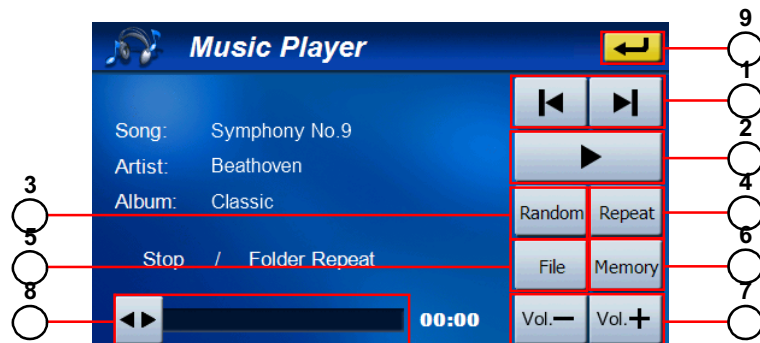 9
Music Player
1
Song: Symphony No.9
2
Artist: Beathoven
3
4
Album: Classic
Random Repeat
5
6
Stop / Folder Repeat
File Memory
8
7
00:00
Vol.− Vol.+